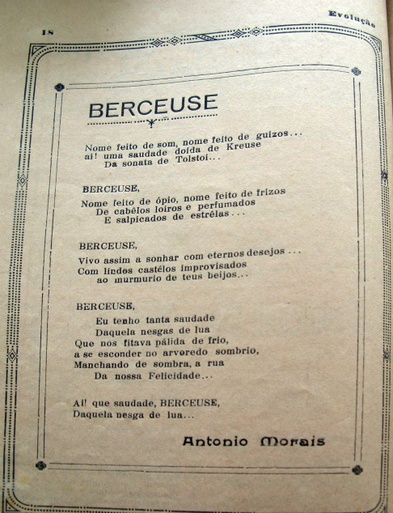 18
Evolução
BERCEUSE
Nome feito de som, nome feito de guizos...
ai! uma saudade doida de Kreuse
Da sonata de Tolstoi...
BERCEUSE,
Nome feito de ópio, nome feito de frizos
De cabélos loiros e perfumados
E salpicados de estrêlas...
BERCEUSE,
Vivo assim a sonhar com eternos desejos...
Com lindos castélos improvisados
ao murmurio de teus beijos...
BERCEUSE,
Eu tenho tanta saudade
Daquela nesgas de lua
Que nos fitava pálida de frio,
a se esconder no arvoredo sombrio,
Manchando de sombra, a rua
Da nossa Felicidade...
Ai! que saudade, BERCEUSE,
Daquela nesga de lua...
Antonio Morais